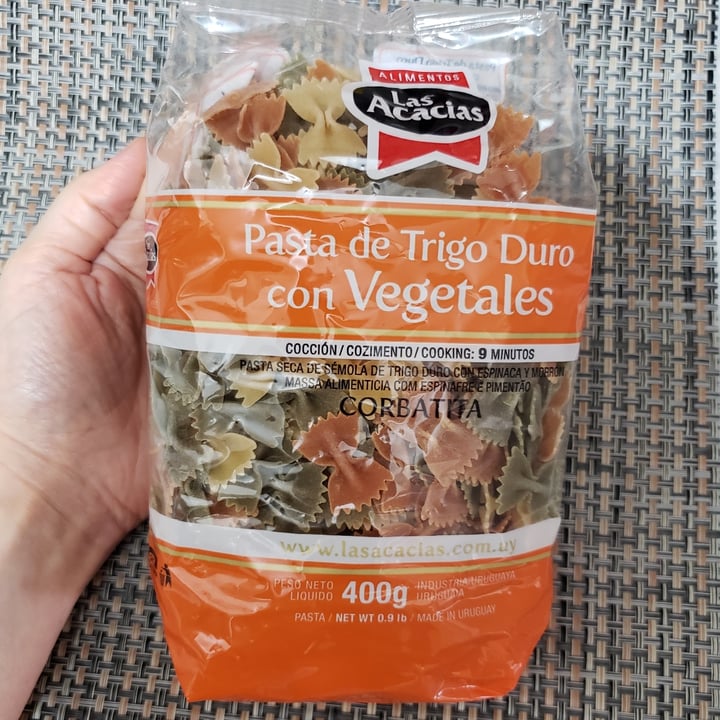 ALIMENTOS
Las
Acacias
Pasta de Trigo Duro
con Vegetales
COCCIÓN / COZIMENTO / COOKING: 9 MINUTOS
PASTA SECA DE SÉMOLA DE TRIGO DURO CON ESPINACA Y MORRÓN
MASSA ALIMENTICIA COM ESPINAFRE E PIMENTÃO
CORBATITA
www.lasacacias.com.uy
PESO NETO
LIQUIDO
400g
INDUSTRIA URUGUAYA
URUGUAIA
PASTA / NET WT 0.9 lb / MADE IN URUGUAY